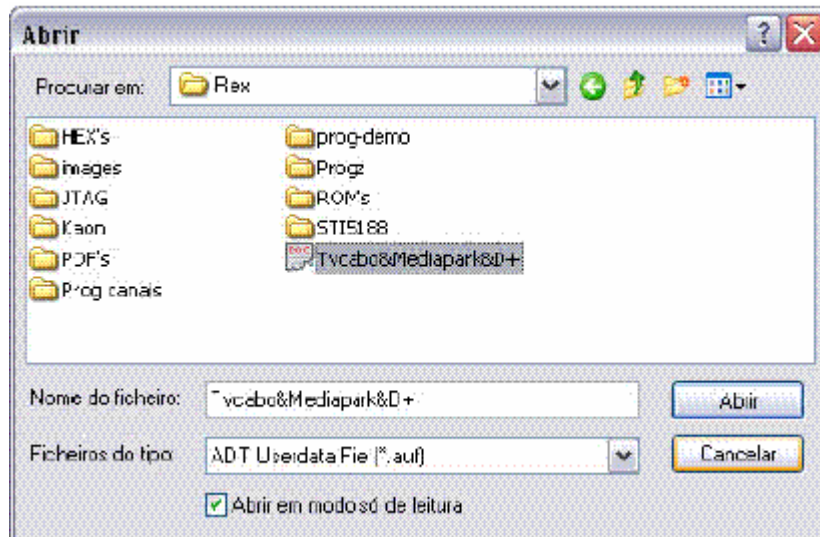 Abrir
Procurar em: Rex
HEX's
images
JTAG
Kaon
PDF's
Prog canais
prog-demo
Progz
ROM's
STI5188
Tvcabo&Mediapark&D+
Nome do ficheiro: Tvcabo&Mediapark&D+
Abrir
Ficheiros do tipo: ADT Userdata File (*.auf)
Cancelar
Abrir em modo só de leitura